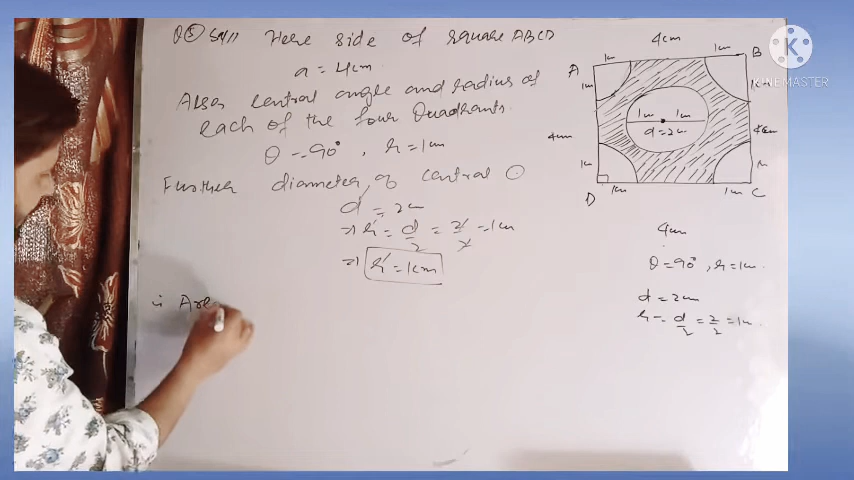 Q⑤ Solⁿ Here side of square ABCD
a = 4cm
Also, central angle and radius of
each of the four Quadrants.
θ = 90°, r = 1cm
Further diameter, of central O
d = 2cm
⇒ r' = d/2 = 2/2 = 1cm
⇒ r' = 1cm
∴ Are
4cm
A 1cm 1cm B
1cm 1cm
1cm 1cm
d = 2cm
4cm 4cm
1cm
D 1cm 1cm C
4cm
θ = 90°, r = 1cm.
d = 2cm
r = d/2 = 2/2 = 1cm.
K
KINEMASTER